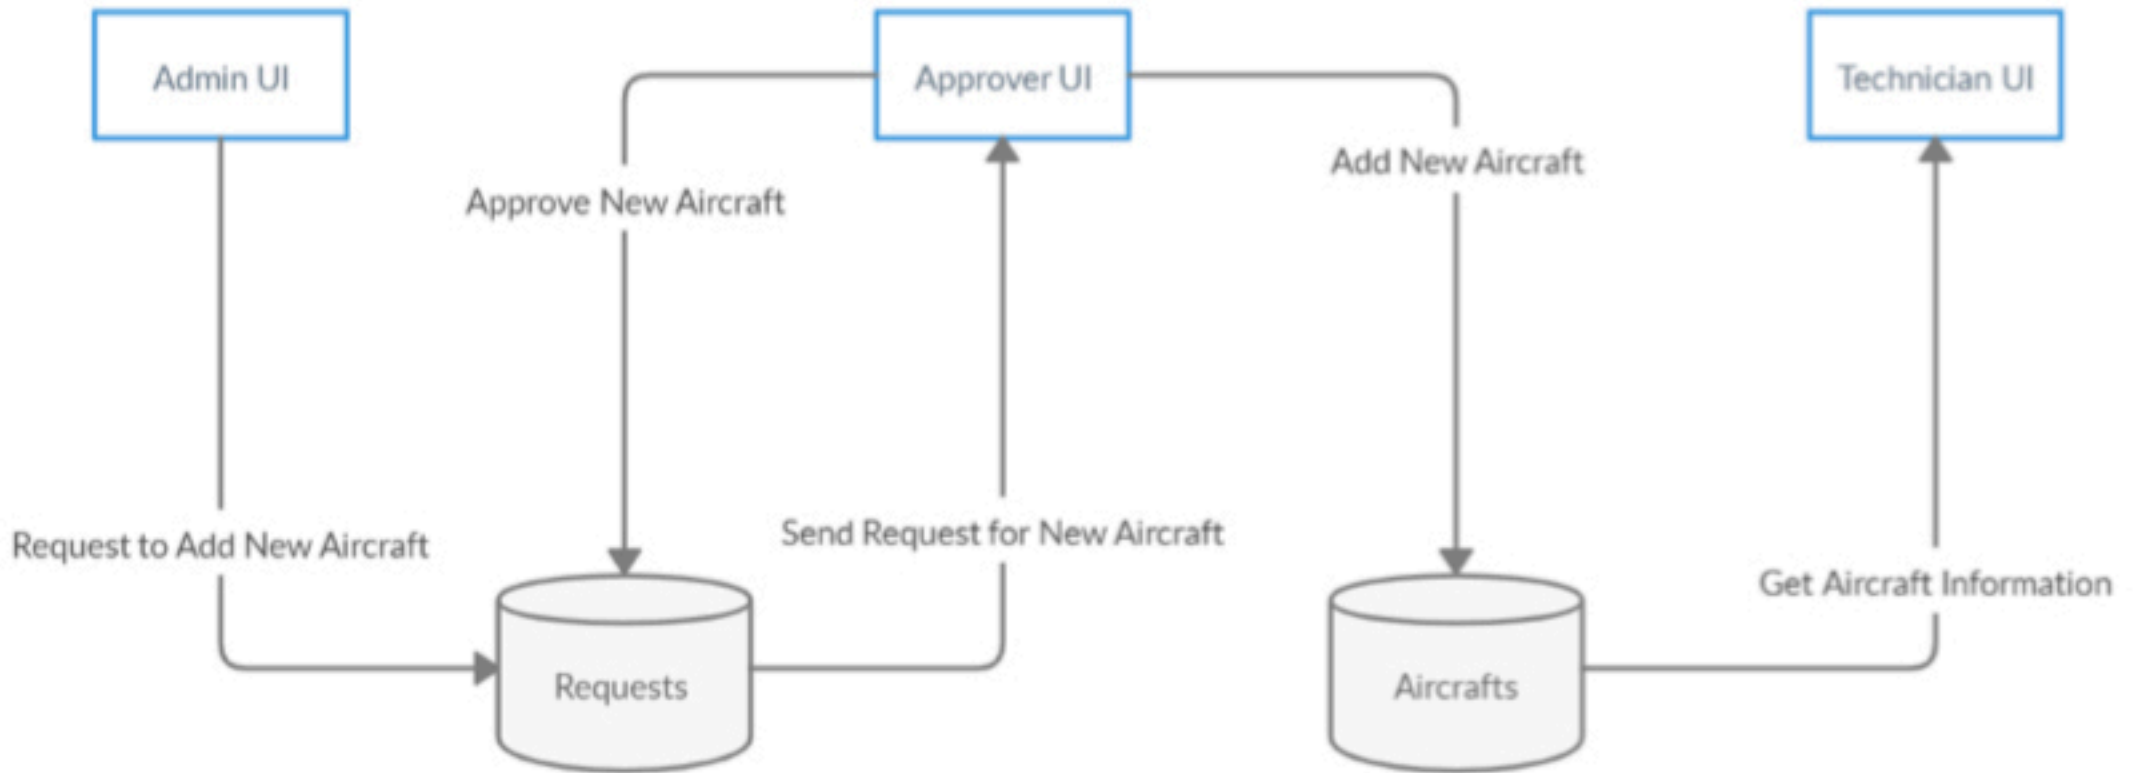 Admin UI
Approver UI
Technician UI
Add New Aircraft
Approve New Aircraft
Send Request for New Aircraft
Request to Add New Aircraft
Get Aircraft Information
Requests
Aircrafts